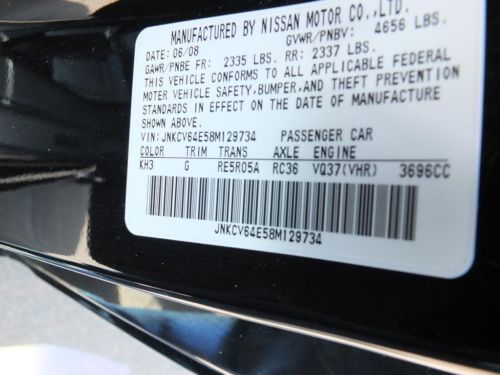 MANUFACTURED BY NISSAN MOTOR CO.,LTD.
DATE: 06/08 GVWR/PNBV: 4656 LBS.
GAWR/PNBE FR: 2335 LBS. RR: 2337 LBS.
THIS VEHICLE CONFORMS TO ALL APPLICABLE FEDERAL
MOTOR VEHICLE SAFETY,BUMPER,AND THEFT PREVENTION
STANDARDS IN EFFECT ON THE DATE OF MANUFACTURE
SHOWN ABOVE.
VIN: JNKCV64E58M129734 PASSENGER CAR
COLOR TRIM TRANS AXLE ENGINE
KH3 G RE5R05A RC36 VQ37(VHR) 3696CC
JNKCV64E58M129734